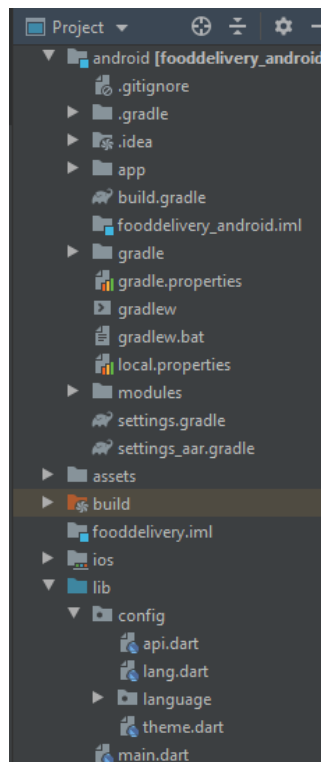 Project
android [fooddelivery_android
.gitignore
.gradle
.idea
app
build.gradle
fooddelivery_android.iml
gradle
gradle.properties
gradlew
gradlew.bat
local.properties
modules
settings.gradle
settings_aar.gradle
assets
build
fooddelivery.iml
ios
lib
config
api.dart
lang.dart
language
theme.dart
main.dart